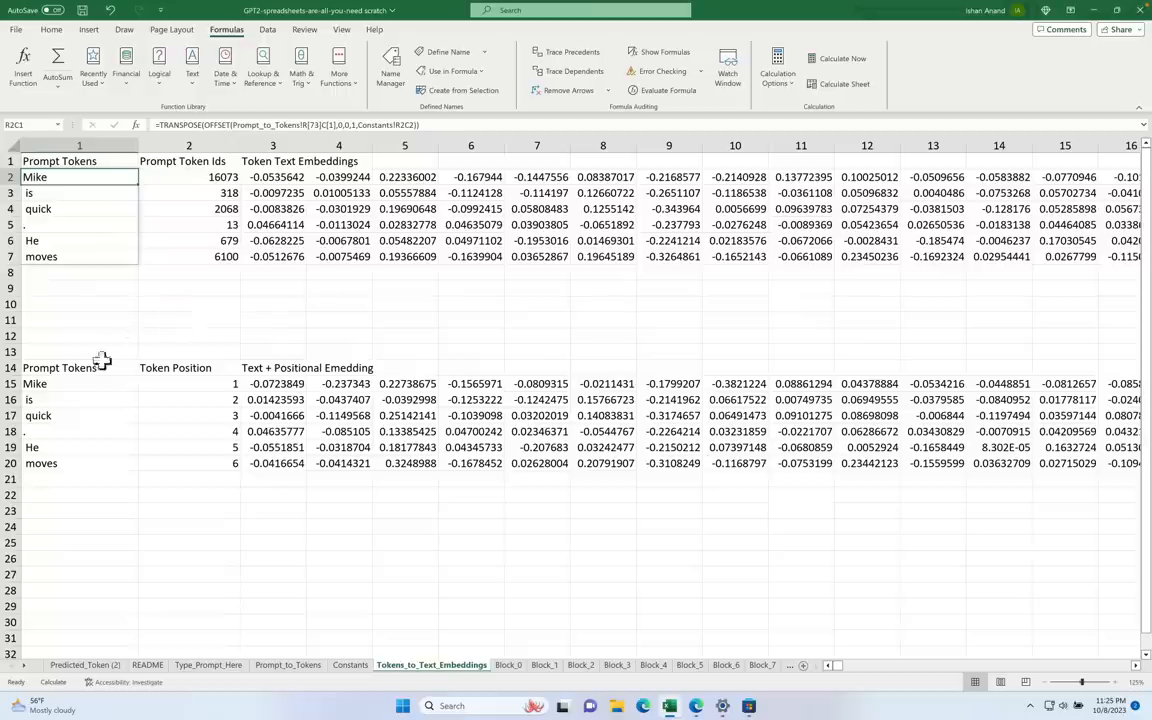 AutoSave Off GPT2-spreadsheets-are-all-you-need scratch Search Ishan Anand IA
File Home Insert Draw Page Layout Formulas Data Review View Help Comments Share
Insert Function AutoSum Recently Used Financial Logical Text Date & Time Lookup & Reference Math & Trig More Functions Name Manager Define Name Use in Formula Create from Selection Trace Precedents Trace Dependents Remove Arrows Show Formulas Error Checking Evaluate Formula Watch Window Calculation Options Calculate Now Calculate Sheet
Function Library Defined Names Formula Auditing Calculation
R2C1 fx =TRANSPOSE(OFFSET(Prompt_to_Tokens!R[73]C[1],0,0,1,Constants!R2C2))
1 2 3 4 5 6 7 8 9 10 11 12 13 14 15 16
1 Prompt Tokens Prompt Token Ids Token Text Embeddings
2 Mike 16073 -0.0535642 -0.0399244 0.22336002 -0.167944 -0.1447556 0.08387017 -0.2168577 -0.2140928 0.13772395 0.10025012 -0.0509656 -0.0583882 -0.0770946 -0.10
3 is 318 -0.0097235 0.01005133 0.05557884 -0.1124128 -0.114197 0.12660722 -0.2651107 -0.1186538 -0.0361108 0.05096832 0.0040486 -0.0753268 0.05702734 -0.041
4 quick 2068 -0.0083826 -0.0301929 0.19690648 -0.0992415 0.05808483 0.1255142 -0.343964 0.0056699 0.09639783 0.07254379 -0.0381503 -0.128176 0.05285898 0.0567
5 . 13 0.04664114 -0.0113024 0.02832778 0.04635079 0.03903805 -0.0651892 -0.237793 -0.0276248 -0.0089369 0.05423654 0.02650536 -0.0183138 0.04464085 0.0338
6 He 679 -0.0628225 -0.0067801 0.05482207 0.04971102 -0.1953016 0.01469301 -0.2241214 0.02183576 -0.0672066 -0.0028431 -0.185474 -0.0046237 0.17030545 0.042
7 moves 6100 -0.0512676 -0.0075469 0.19366609 -0.1639904 0.03652867 0.19645189 -0.3264861 -0.1652143 -0.0661089 0.23450236 -0.1692324 0.02954441 0.0267799 -0.115
8
9
10
11
12
13
14 Prompt Tokens Token Position Text + Positional Emedding
15 Mike 1 -0.0723849 -0.237343 0.22738675 -0.1565971 -0.0809315 -0.0211431 -0.1799207 -0.3821224 0.08861294 0.04378884 -0.0534216 -0.0448851 -0.0812657 -0.085
16 is 2 0.01423593 -0.0437407 -0.0392998 -0.1253222 -0.1242475 0.15766724 -0.2141962 0.06617522 0.00749735 0.06949555 -0.0379585 -0.0840952 0.01778117 -0.024
17 quick 3 -0.0041666 -0.1149568 0.25142141 -0.1039098 0.03202019 0.14083831 -0.3174657 0.06491473 0.09101275 0.08698098 -0.006844 -0.1197494 0.03597144 0.0807
18 . 4 0.04635777 -0.085105 0.13385425 0.04700242 0.02346371 -0.0544767 -0.2264214 0.03231859 -0.0221707 0.06286672 0.03430829 -0.0070915 0.04209569 0.0432
19 He 5 -0.0551851 -0.0318704 0.18177843 0.04345733 -0.207683 0.03242477 -0.2150212 0.07397148 -0.0680859 0.0052924 -0.1658449 8.302E-05 0.1632724 0.0513
20 moves 6 -0.0416654 -0.0414321 0.3248988 -0.1678452 0.02628004 0.20791907 -0.3108249 -0.1168797 -0.0753199 0.23442123 -0.1559599 0.03632709 0.02715029 -0.109
21
22
23
24
25
26
27
28
29
30
31
32
Predicted_Token (2) README Type_Prompt_Here Prompt_to_Tokens Constants Tokens_to_Text_Embeddings Block_0 Block_1 Block_2 Block_3 Block_4 Block_5 Block_6 Block_7 ...
Ready Calculate Accessibility: Investigate 125%
56°F
Mostly cloudy
Search
11:25 PM
10/8/2023
2